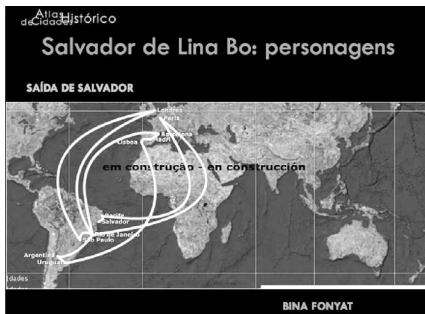 Atlas
Histórico
de Cidades
Salvador de Lina Bo: personagens
SAÍDA DE SALVADOR
Londres
Paris
Barcelona
Lisboa
em construção - en construcción
Recife
Salvador
Rio de Janeiro
São Paulo
Argentina
Uruguai
idades
BINA FONYAT